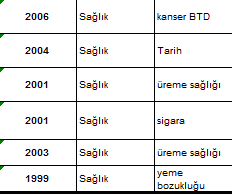 2006 Sağlık kanser BTD
2004 Sağlık Tarih
2001 Sağlık üreme sağlığı
2001 Sağlık sigara
2003 Sağlık üreme sağlığı
1999 Sağlık yeme
bozukluğu